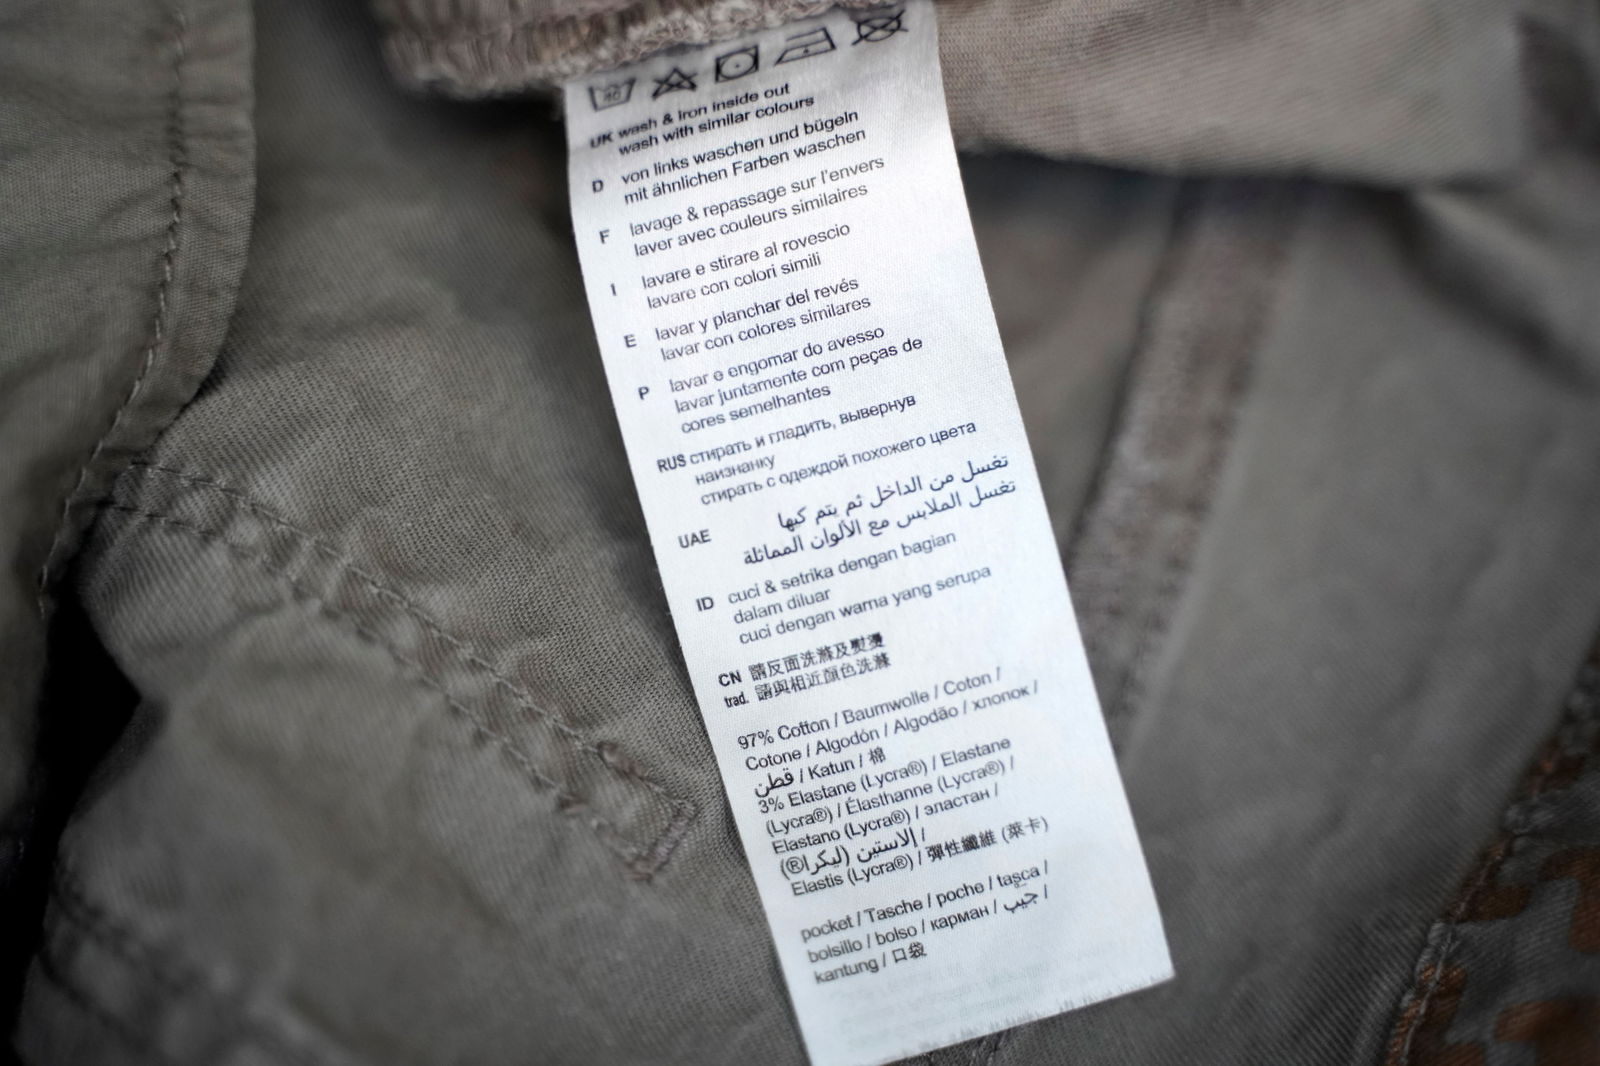 40
UK wash & iron inside out
wash with similar colours
D von links waschen und bügeln
mit ähnlichen Farben waschen
F lavage & repassage sur l'envers
laver avec couleurs similaires
I lavare e stirare al rovescio
lavare con colori simili
E lavar y planchar del revés
lavar con colores similares
P lavar e engomar do avesso
lavar juntamente com peças de
cores semelhantes
RUS стирать и гладить, вывернув
наизнанку
стирать с одеждой похожего цвета
تغسل من الداخل ثم يتم كيها
UAE تغسل الملابس مع الألوان المماثلة
ID cuci & setrika dengan bagian
dalam diluar
cuci dengan warna yang serupa
CN 請反面洗滌及熨燙
trad. 請與相近顏色洗滌
97% Cotton / Baumwolle / Coton /
Cotone / Algodón / Algodão / хлопок /
قطن / Katun / 棉
3% Elastane (Lycra®) / Elastane
(Lycra®) / Élasthanne (Lycra®) /
Elastano (Lycra®) / эластан /
إلاستين (ليكرا®) /
Elastis (Lycra®) / 彈性纖維 (萊卡)
pocket / Tasche / poche / tasca /
bolsillo / bolso / карман / جيب /
kantung / 口袋